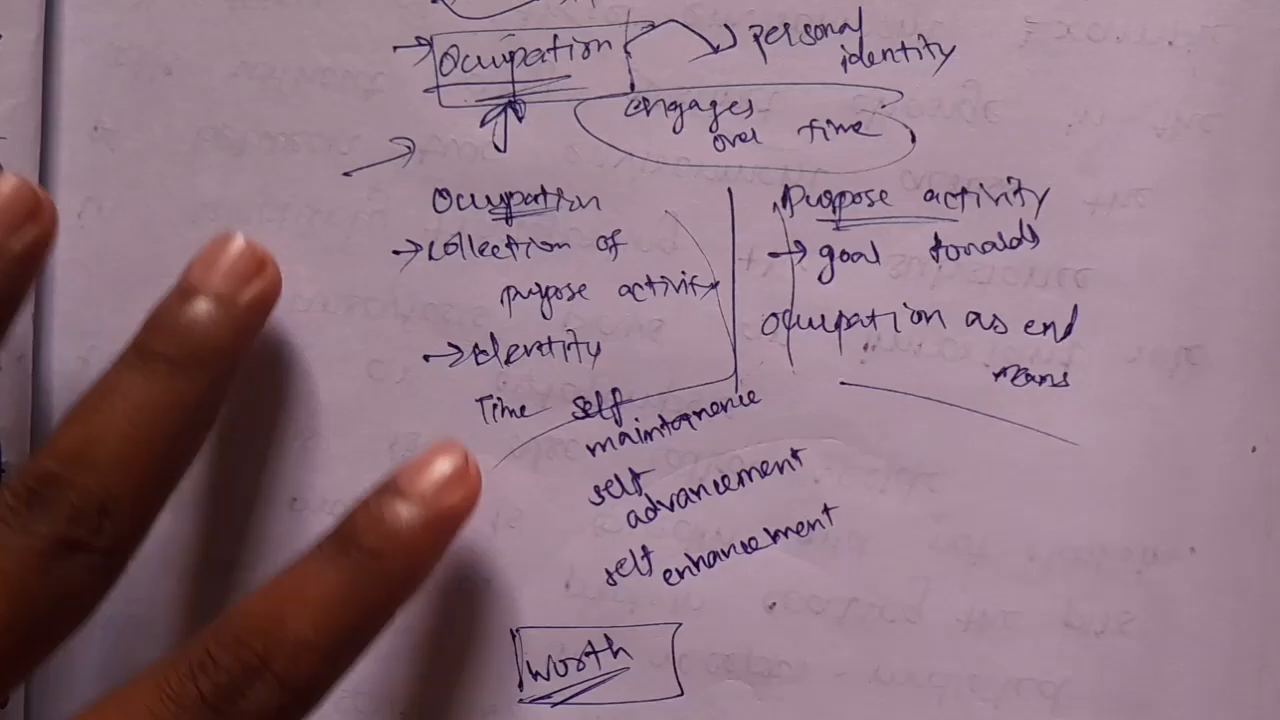 Occupation
personal
identity
engages
over time
Occupation
→ collection of
purpose activity
→ identity
Time self
maintanence
self
advancement
self
enhancement
purpose activity
→ goal
occupation as end
means
worth